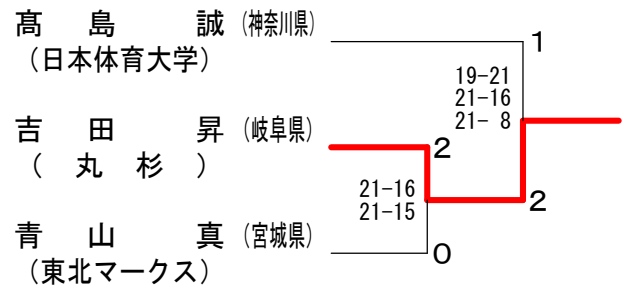 髙島 誠 (神奈川県)
(日本体育大学)
1
19-21
21-16
21- 8
吉田 昇 (岐阜県)
(丸杉)
2
21-16
21-15
2
青山 真 (宮城県)
(東北マークス)
0